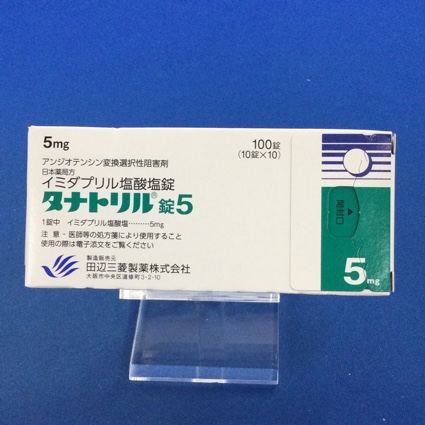 5mg
100錠
(10錠×10)
アンジオテンシン変換選択性阻害剤
日本薬局方
イミダプリル塩酸塩錠
タナトリル®錠5
1錠中 イミダプリル塩酸塩………5mg
注意-医師等の処方箋により使用すること
使用の際は電子添文をご覧ください
製造販売元
田辺三菱製薬株式会社
大阪市中央区道修町3-2-10
開封口
5mg